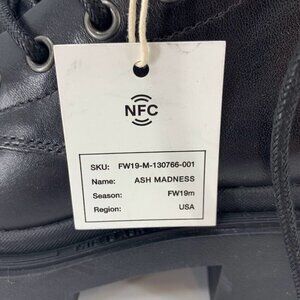 NFC
SKU: FW19-M-130766-001
Name: ASH MADNESS
Season: FW19m
Region: USA